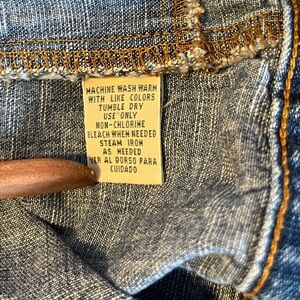 MACHINE WASH WARM
WITH LIKE COLORS
TUMBLE DRY
USE ONLY
NON-CHLORINE
BLEACH WHEN NEEDED
STEAM IRON
AS NEEDED
VER AL DORSO PARA
CUIDADO